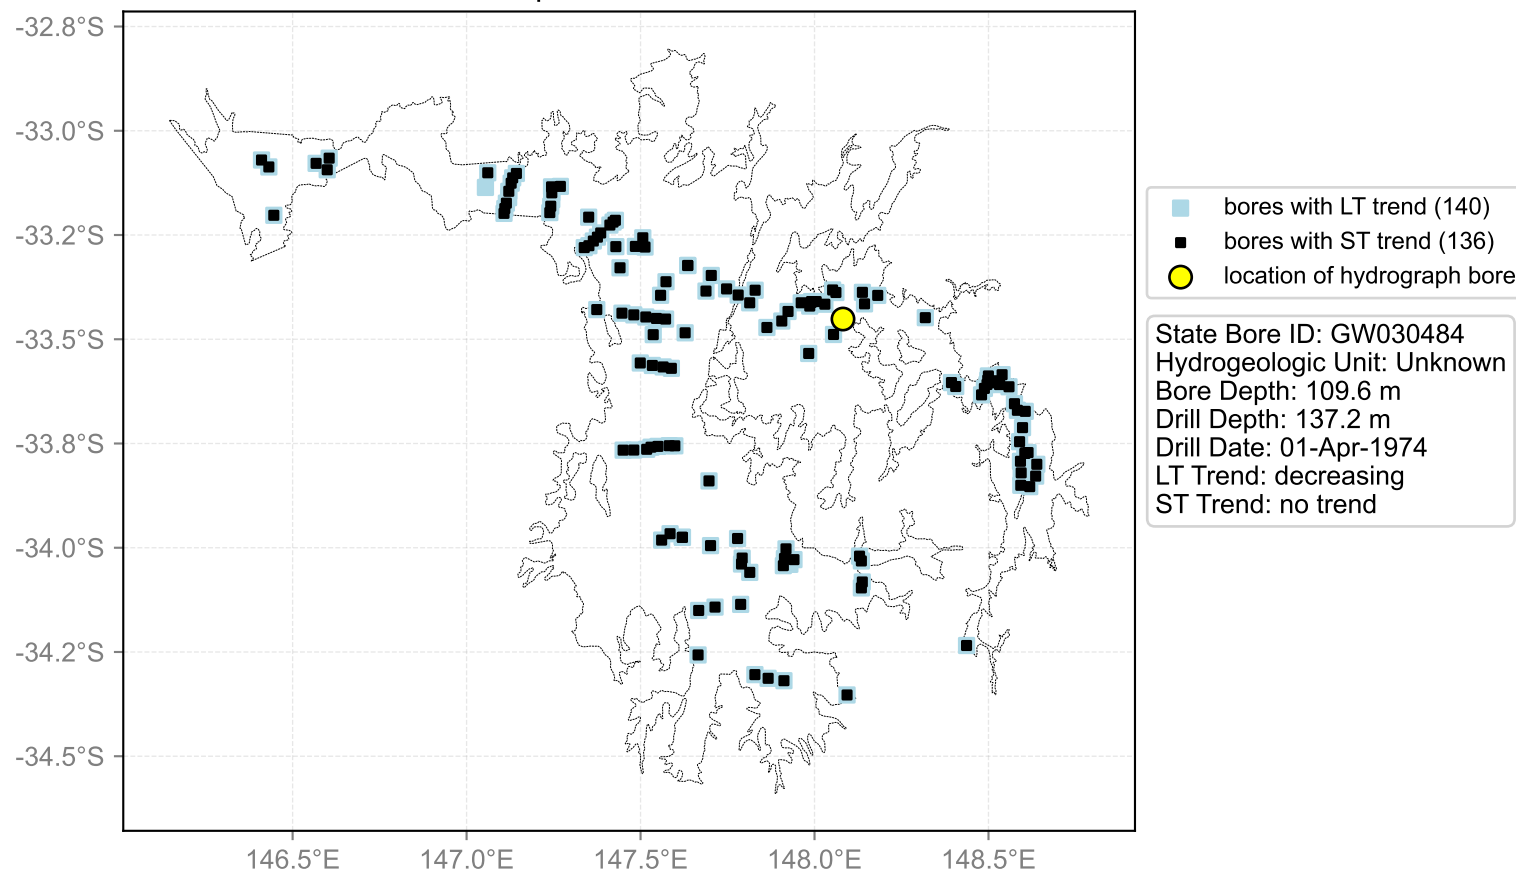 -32.8°S
-33.0°S
-33.2°S
-33.5°S
-33.8°S
-34.0°S
-34.2°S
-34.5°S
146.5°E
147.0°E
147.5°E
148.0°E
148.5°E
bores with LT trend (140)
bores with ST trend (136)
location of hydrograph bore
State Bore ID: GW030484
Hydrogeologic Unit: Unknown
Bore Depth: 109.6 m
Drill Depth: 137.2 m
Drill Date: 01-Apr-1974
LT Trend: decreasing
ST Trend: no trend